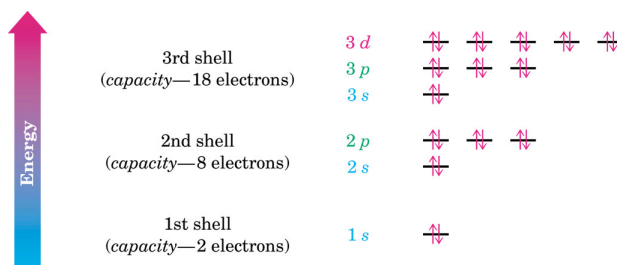 3 d
3rd shell
(capacity—18 electrons)
3 p
3 s
2nd shell
(capacity—8 electrons)
2 p
2 s
1st shell
(capacity—2 electrons)
1 s
Energy